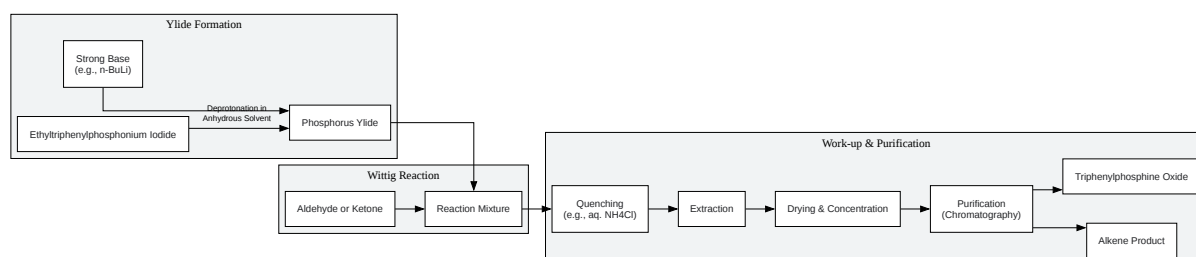 Ylide Formation
Strong Base
(e.g., n-BuLi)
Deprotonation in
Anhydrous Solvent
Ethyltriphenylphosphonium Iodide
Phosphorus Ylide
Wittig Reaction
Aldehyde or Ketone
Reaction Mixture
Work-up & Purification
Quenching
(e.g., aq. NH4Cl)
Extraction
Drying & Concentration
Purification
(Chromatography)
Triphenylphosphine Oxide
Alkene Product